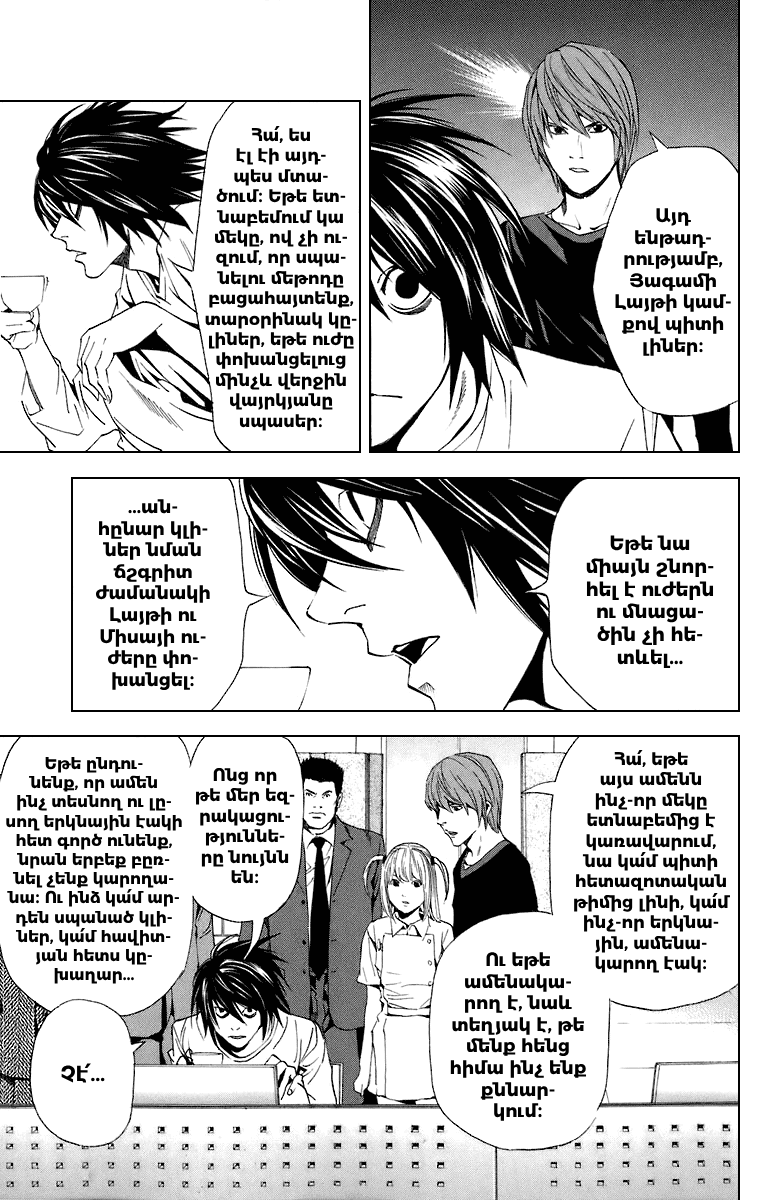 Այդ
ենթադ-
րությամբ,
Յագամի
Լայթի կամ-
քով պիտի
լիներ։
Հա՛, ես
էլ էի այդ-
պես մտա-
ծում։ Եթե ետ-
նաբեմում կա
մեկը, ով չի ու-
զում, որ սպա-
նելու մեթոդը
բացահայտենք,
տարօրինակ կը-
լիներ, եթե ուժը
փոխանցելուց
մինչև վերջին
վայրկյանը
սպասեր։
Եթե նա
միայն շնոր-
հել է ուժերն
ու մնացա-
ծին չի հե-
տևել...
...ան-
հընար կլի-
ներ նման
ճշգրիտ
ժամանակի
Լայթի ու
Միսայի ու-
ժերը փո-
խանցել։
Հա՛, եթե
այս ամենն
ինչ-որ մեկը
ետնաբեմից է
կառավարում,
նա կա՛մ պիտի
հետազոտական
թիմից լինի, կա՛մ
ինչ-որ երկնա-
յին, ամենա-
կարող էակ։
Ու եթե
ամենակա-
րող է, նաև
տեղյակ է, թե
մենք հենց
հիմա ինչ ենք
քննար-
կում։
Ոնց որ
թե մեր եզ-
րակացու-
թյուննե-
րը նույնն
են։
Եթե ընդու-
նենք, որ ամեն
ինչ տեսնող ու լը-
սող երկնային էակի
հետ գործ ունենք,
նրան երբեք բըռ-
նել չենք կարողա-
նա։ Ու ինձ կա՛մ ար-
դեն սպանած կլի-
ներ, կա՛մ հավիտ-
յան հետս կը-
խաղար...
Չէ՛...